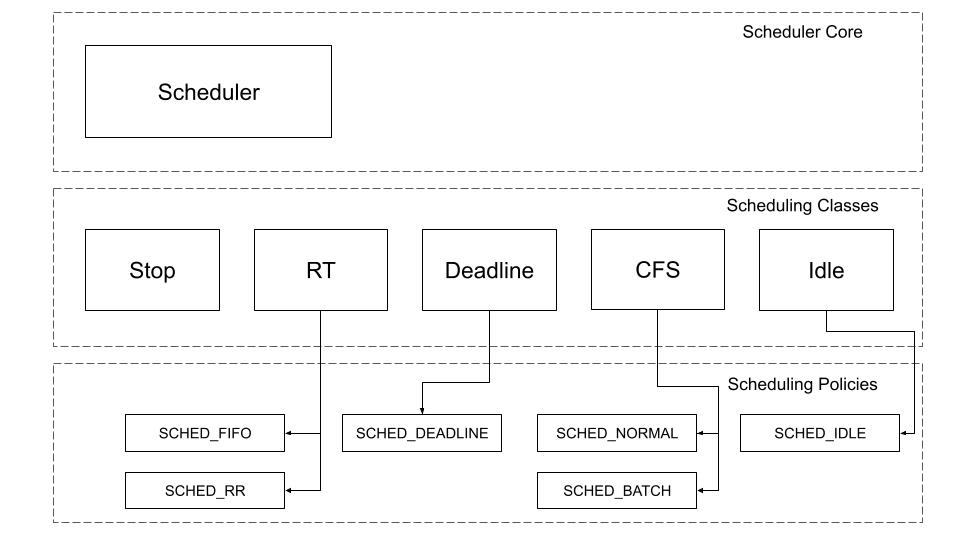 Scheduler Core
Scheduler
Scheduling Classes
Stop
RT
Deadline
CFS
Idle
Scheduling Policies
SCHED_FIFO
SCHED_DEADLINE
SCHED_NORMAL
SCHED_IDLE
SCHED_RR
SCHED_BATCH